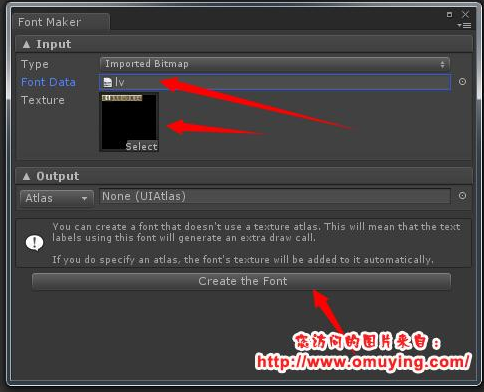 Font Maker
▲ Input
Type
Imported Bitmap
Font Data
lv
Texture
Select
▲ Output
Atlas
None (UIAtlas)
You can create a font that doesn't use a texture atlas. This will mean that the text
labels using this font will generate an extra draw call.
If you do specify an atlas, the font's texture will be added to it automatically.
Create the Font
您访问的图片来自：
http://www.omuying.com